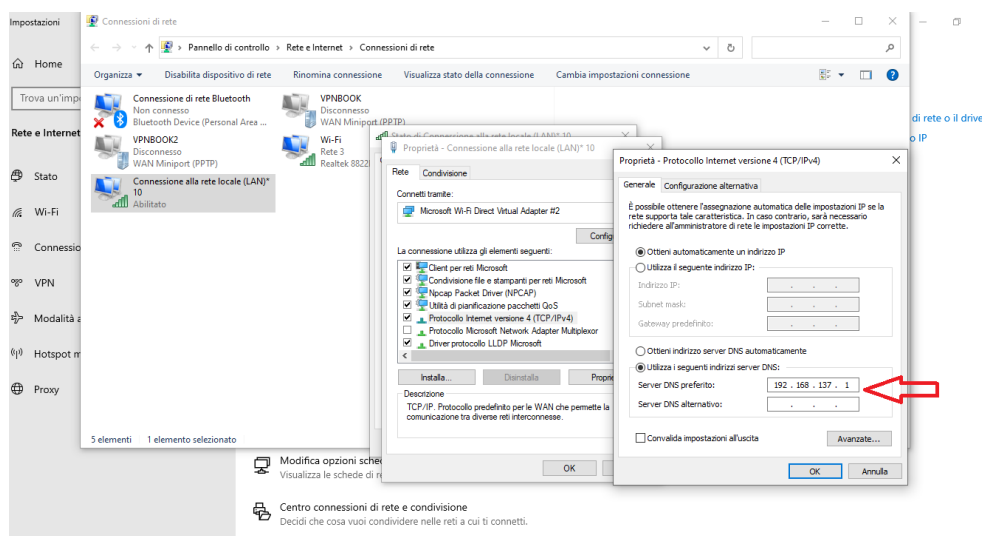 Impostazioni
Home
Trova un'imp
Rete e Internet
Stato
Wi-Fi
Connessio
VPN
Modalità a
Hotspot m
Proxy
Connessioni di rete
Pannello di controllo > Rete e Internet > Connessioni di rete
Organizza Disabilita dispositivo di rete Rinomina connessione Visualizza stato della connessione Cambia impostazioni connessione
Connessione di rete Bluetooth
Non connesso
Bluetooth Device (Personal Area ...
VPNBOOK
Disconnesso
WAN Miniport (PPTP)
VPNBOOK2
Disconnesso
WAN Miniport (PPTP)
Wi-Fi
Rete 3
Realtek 8822
Connessione alla rete locale (LAN)*
10
Abilitato
5 elementi 1 elemento selezionato
di rete o il drive
o IP
Modifica opzioni sche
Visualizza le schede di r
Centro connessioni di rete e condivisione
Decidi che cosa vuoi condividere nelle reti a cui ti connetti.
Stato di Connessione alla rete locale (LAN)* 10
Proprietà - Connessione alla rete locale (LAN)* 10
Rete Condivisione
Connetti tramite:
Microsoft Wi-Fi Direct Virtual Adapter #2
Config
La connessione utilizza gli elementi seguenti:
Client per reti Microsoft
Condivisione file e stampanti per reti Microsoft
Npcap Packet Driver (NPCAP)
Utilità di pianificazione pacchetti QoS
Protocollo Internet versione 4 (TCP/IPv4)
Protocollo Microsoft Network Adapter Multiplexor
Driver protocollo LLDP Microsoft
Installa... Disinstalla Proprie
Descrizione
TCP/IP. Protocollo predefinito per le WAN che permette la
comunicazione tra diverse reti interconnesse.
OK
Proprietà - Protocollo Internet versione 4 (TCP/IPv4)
Generale Configurazione alternativa
È possibile ottenere l'assegnazione automatica delle impostazioni IP se la
rete supporta tale caratteristica. In caso contrario, sarà necessario
richiedere all'amministratore di rete le impostazioni IP corrette.
Ottieni automaticamente un indirizzo IP
Utilizza il seguente indirizzo IP:
Indirizzo IP:
Subnet mask:
Gateway predefinito:
Ottieni indirizzo server DNS automaticamente
Utilizza i seguenti indirizzi server DNS:
Server DNS preferito: 192 . 168 . 137 . 1
Server DNS alternativo:
Convalida impostazioni all'uscita
Avanzate...
OK Annulla